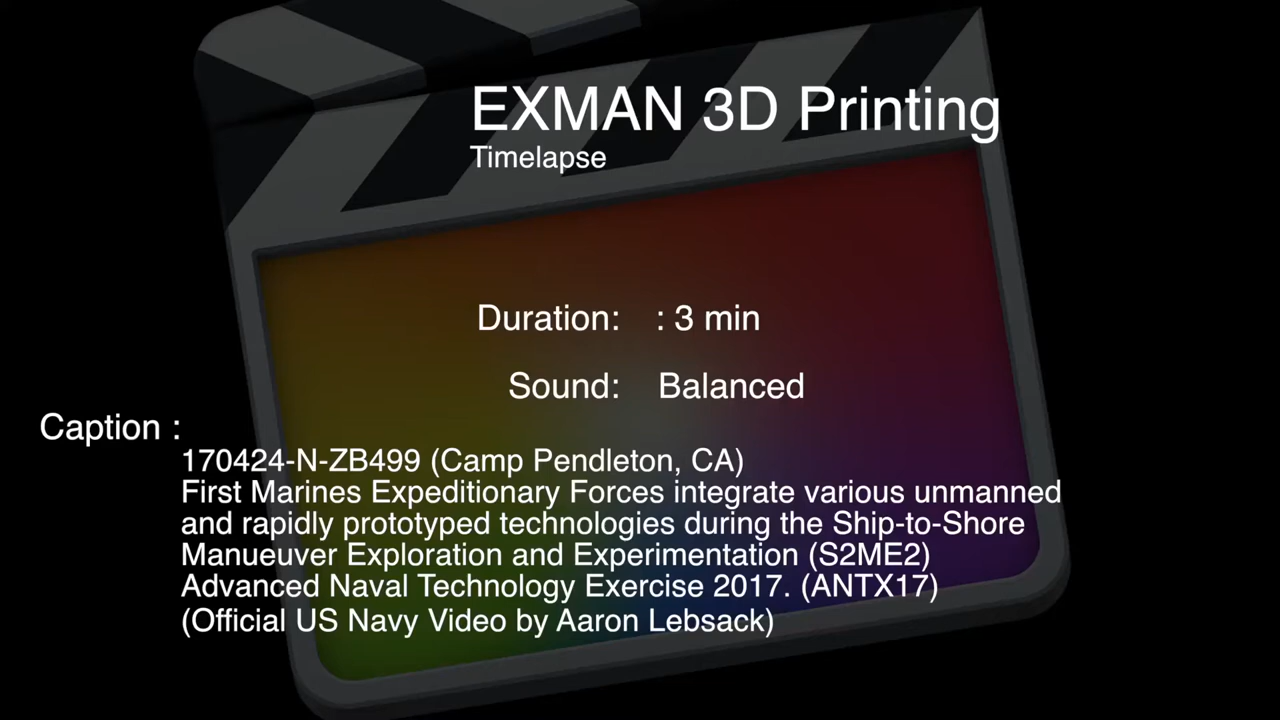 EXMAN 3D Printing
Timelapse
Duration: : 3 min
Sound: Balanced
Caption :
170424-N-ZB499 (Camp Pendleton, CA)
First Marines Expeditionary Forces integrate various unmanned
and rapidly prototyped technologies during the Ship-to-Shore
Manueuver Exploration and Experimentation (S2ME2)
Advanced Naval Technology Exercise 2017. (ANTX17)
(Official US Navy Video by Aaron Lebsack)